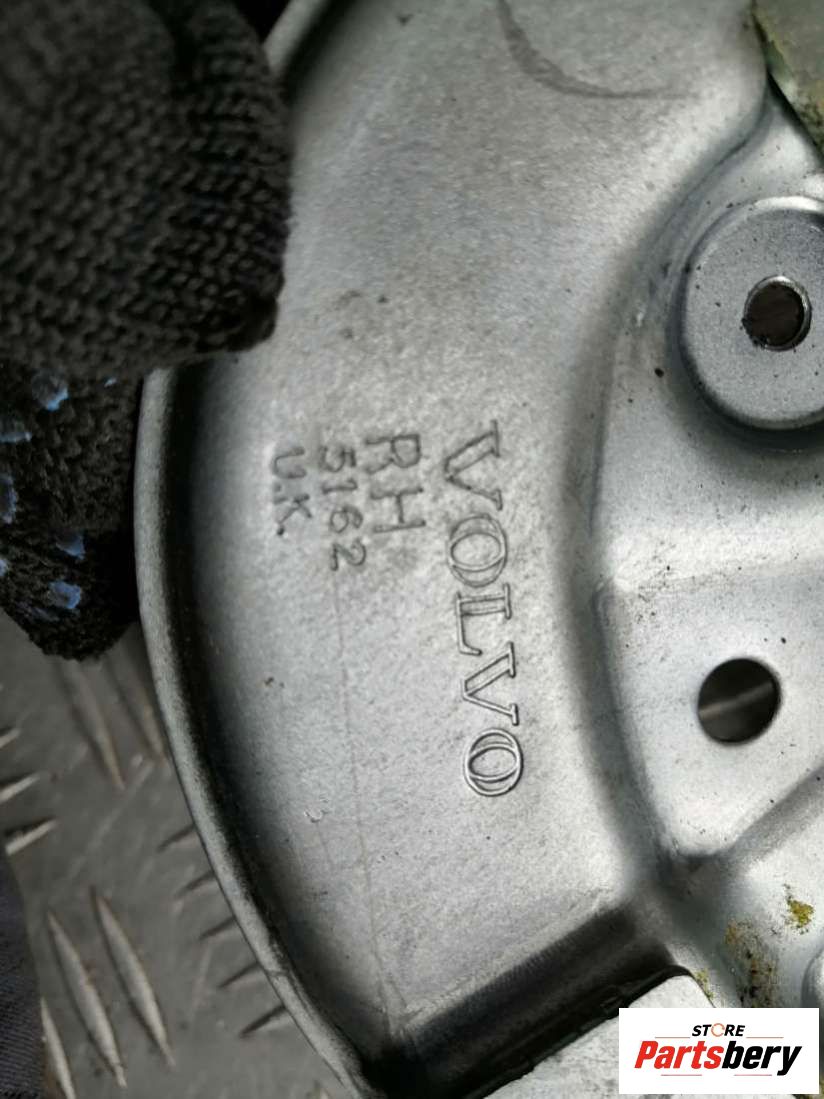 VOLVO
RH
5162
U.K.
STORE
Partsbery